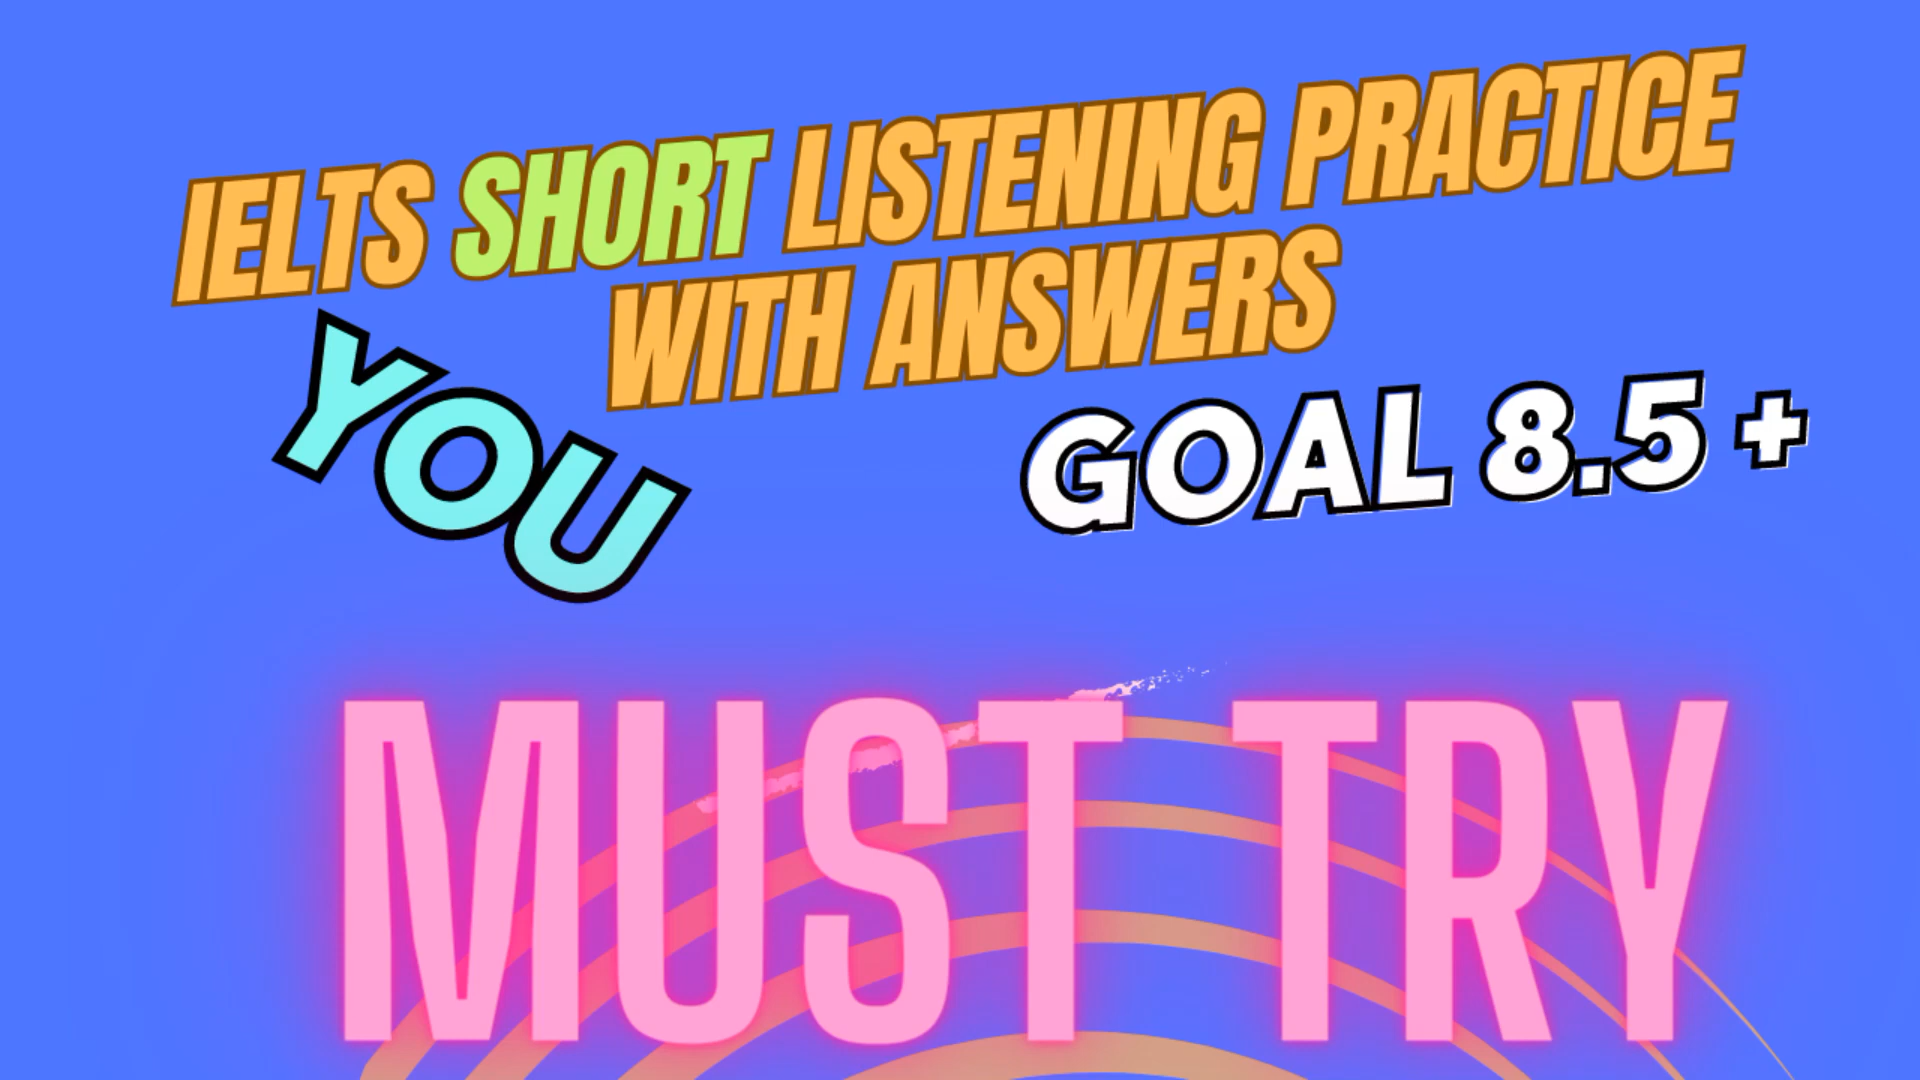 IELTS SHORT LISTENING PRACTICE
WITH ANSWERS
YOU
GOAL 8.5 +
MUST TRY